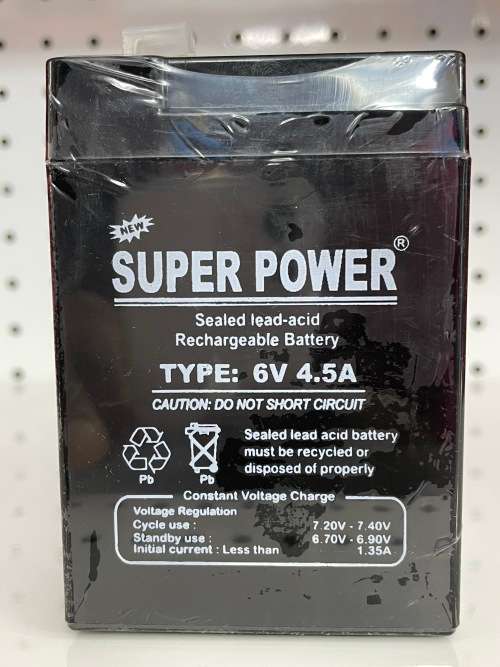 NEW
SUPER POWER®
Sealed lead-acid
Rechargeable Battery
TYPE: 6V 4.5A
CAUTION: DO NOT SHORT CIRCUIT
Sealed lead acid battery
must be recycled or
disposed of properly
Pb Pb
Constant Voltage Charge
Voltage Regulation
Cycle use : 7.20V - 7.40V
Standby use : 6.70V - 6.90V
Initial current : Less than 1.35A